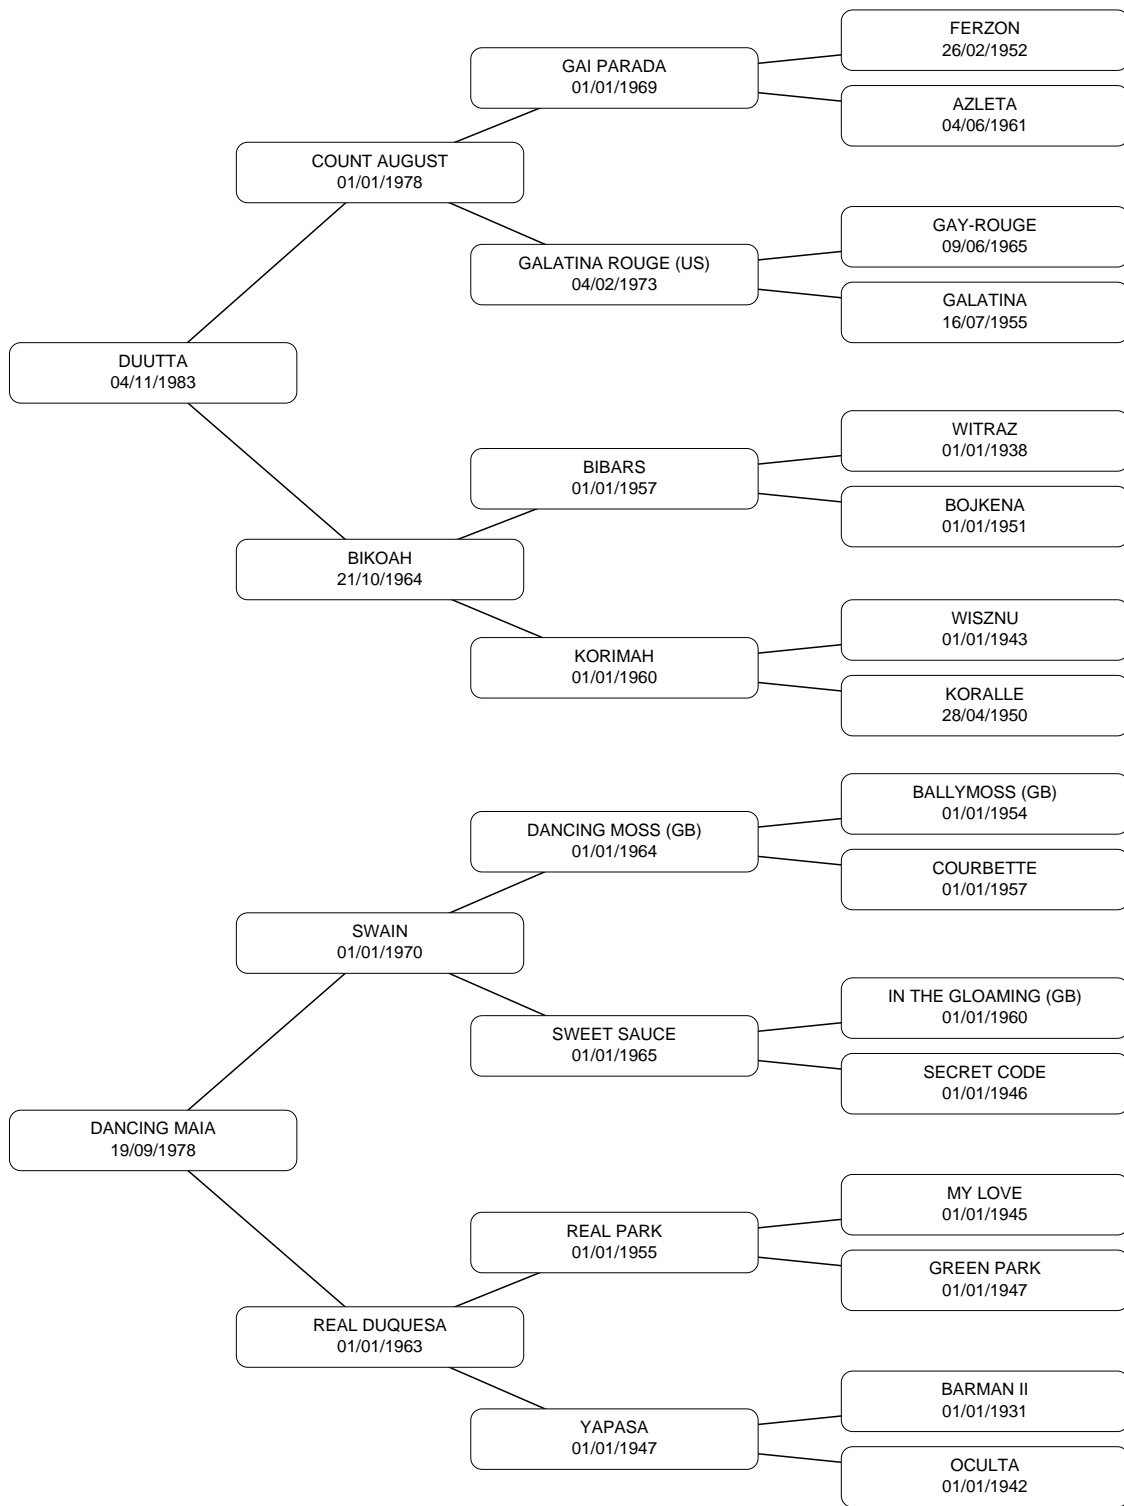 FERZON
26/02/1952
GAI PARADA
01/01/1969
AZLETA
04/06/1961
COUNT AUGUST
01/01/1978
GAY-ROUGE
09/06/1965
GALATINA ROUGE (US)
04/02/1973
GALATINA
16/07/1955
DUUTTA
04/11/1983
WITRAZ
01/01/1938
BIBARS
01/01/1957
BOJKENA
01/01/1951
BIKOAH
21/10/1964
WISZNU
01/01/1943
KORIMAH
01/01/1960
KORALLE
28/04/1950
BALLYMOSS (GB)
01/01/1954
DANCING MOSS (GB)
01/01/1964
COURBETTE
01/01/1957
SWAIN
01/01/1970
IN THE GLOAMING (GB)
01/01/1960
SWEET SAUCE
01/01/1965
SECRET CODE
01/01/1946
DANCING MAIA
19/09/1978
MY LOVE
01/01/1945
REAL PARK
01/01/1955
GREEN PARK
01/01/1947
REAL DUQUESA
01/01/1963
BARMAN II
01/01/1931
YAPASA
01/01/1947
OCULTA
01/01/1942